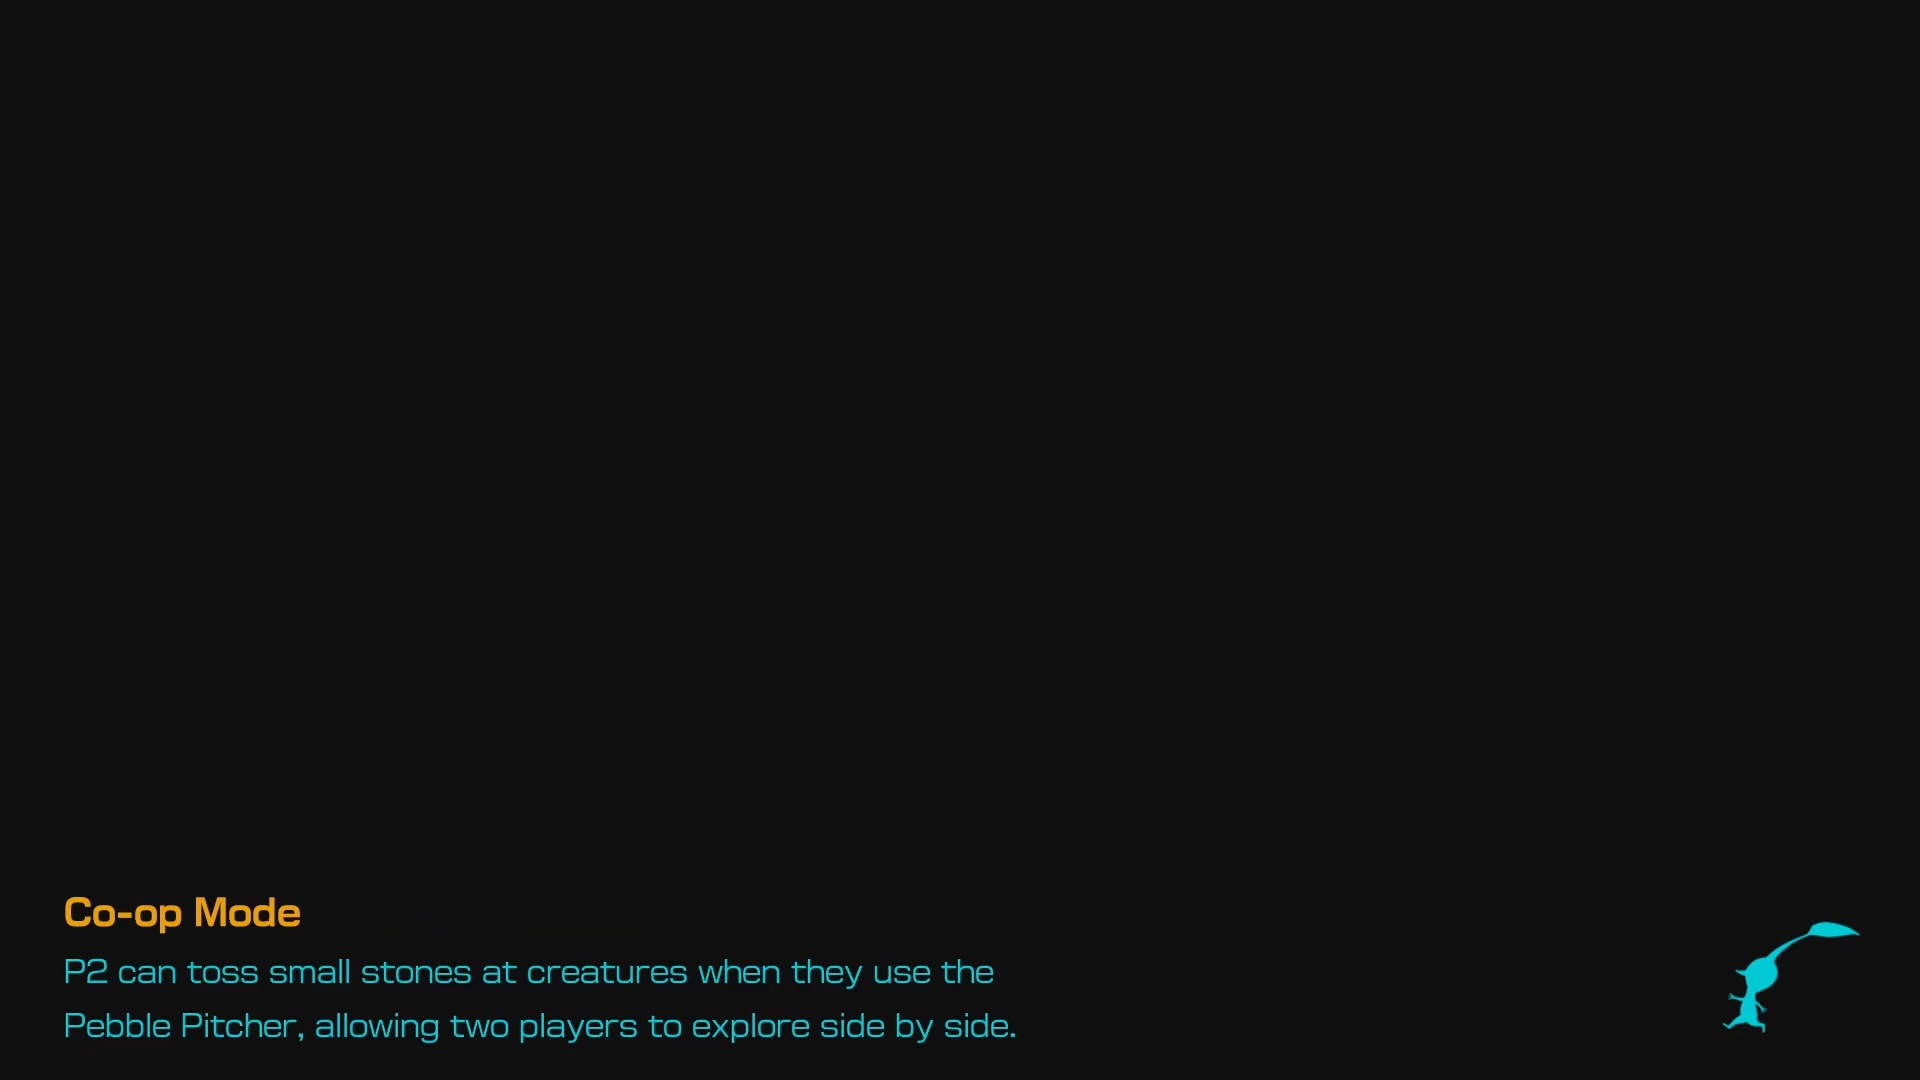 Co-op Mode
P2 can toss small stones at creatures when they use the
Pebble Pitcher, allowing two players to explore side by side.